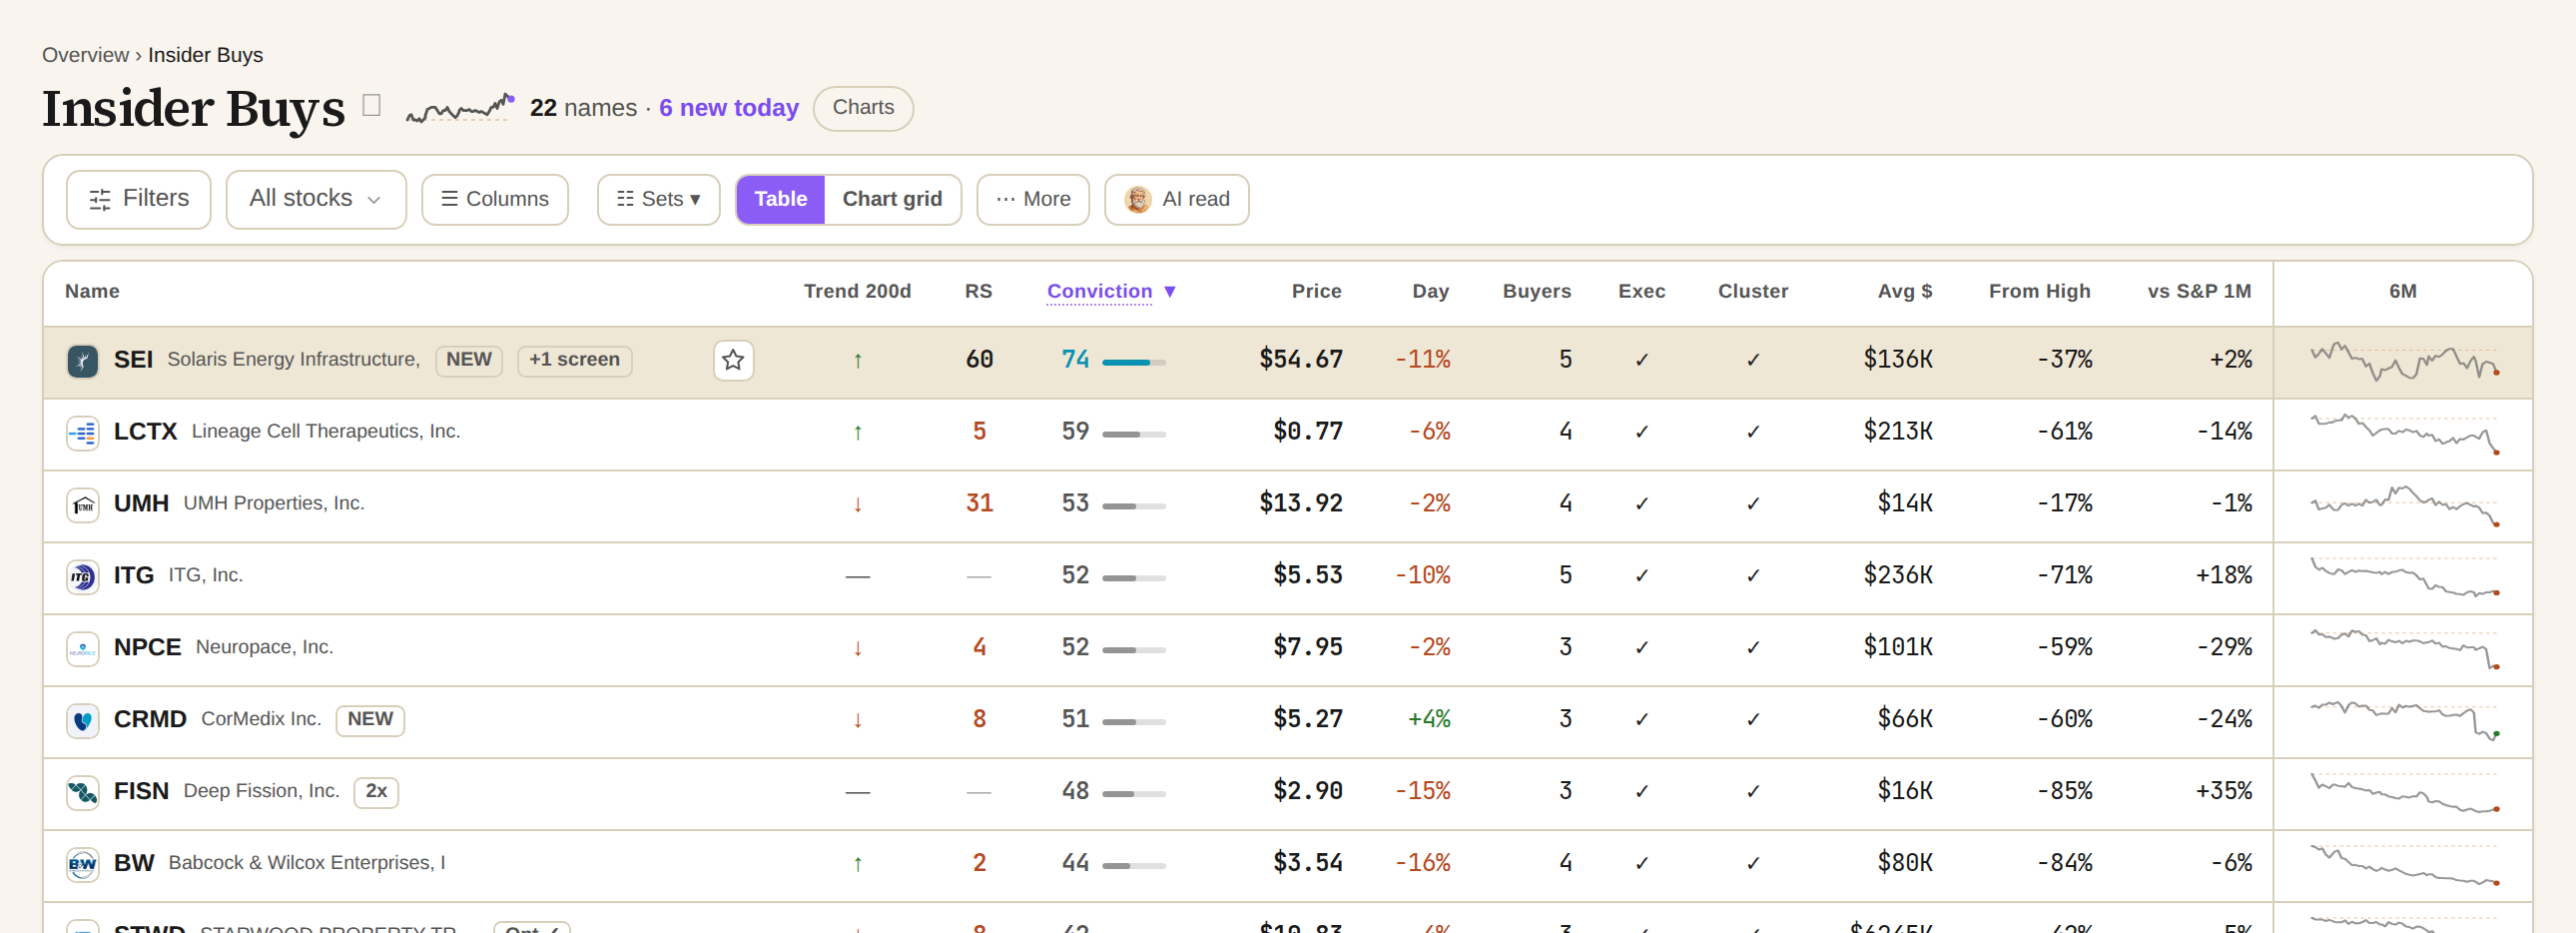 Overview › Insider Buys
Insider Buys 22 names · 6 new today Charts
Filters All stocks Columns Sets ▾ Table Chart grid ⋯ More AI read
Name Trend 200d RS Conviction ▼ Price Day Buyers Exec Cluster Avg $ From High vs S&P 1M 6M
SEI Solaris Energy Infrastructure, NEW +1 screen ↑ 60 74 $54.67 -11% 5 ✓ ✓ $136K -37% +2%
LCTX Lineage Cell Therapeutics, Inc. ↑ 5 59 $0.77 -6% 4 ✓ ✓ $213K -61% -14%
UMH UMH Properties, Inc. ↓ 31 53 $13.92 -2% 4 ✓ ✓ $14K -17% -1%
ITG ITG, Inc. — — 52 $5.53 -10% 5 ✓ ✓ $236K -71% +18%
NPCE Neuropace, Inc. ↓ 4 52 $7.95 -2% 3 ✓ ✓ $101K -59% -29%
CRMD CorMedix Inc. NEW ↓ 8 51 $5.27 +4% 3 ✓ ✓ $66K -60% -24%
FISN Deep Fission, Inc. 2x — — 48 $2.90 -15% 3 ✓ ✓ $16K -85% +35%
BW Babcock & Wilcox Enterprises, I ↑ 2 44 $3.54 -16% 4 ✓ ✓ $80K -84% -6%
STWD STARWOOD PROPERTY TR